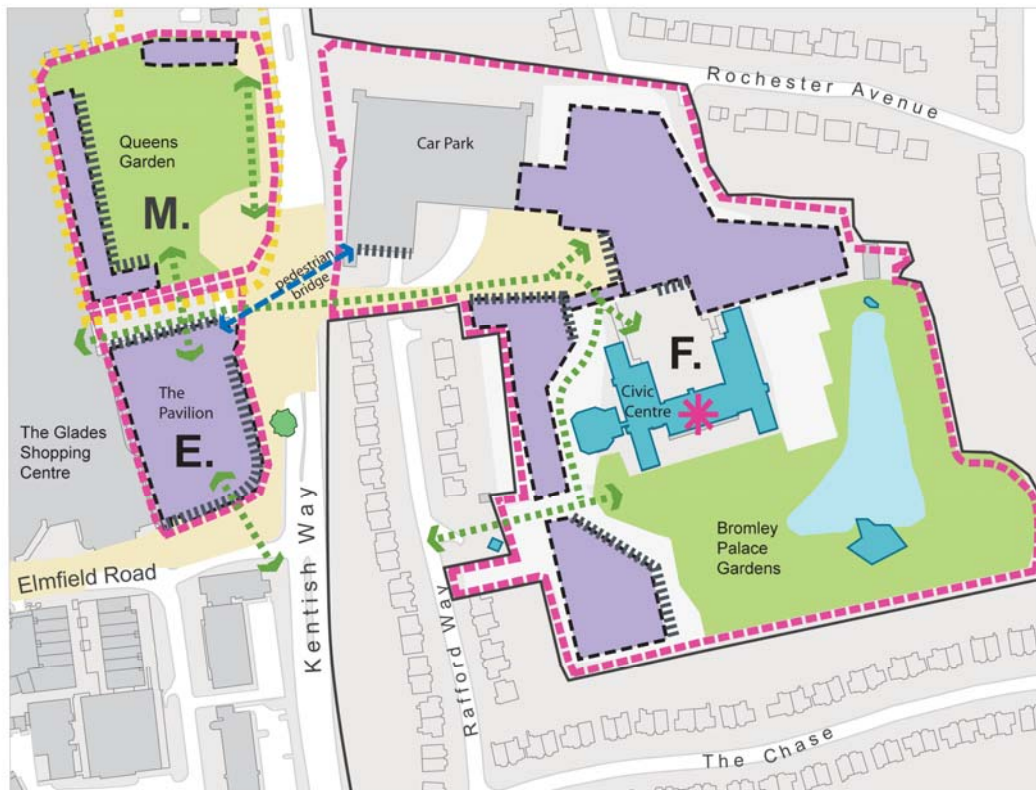 Rochester Avenue
Car Park
Queens
Garden
M.
pedestrian
bridge
F.
Civic
Centre
The
Pavilion
E.
The Glades
Shopping
Centre
Kentish Way
Bromley
Palace
Gardens
Elmfield Road
Rafford Way
The Chase